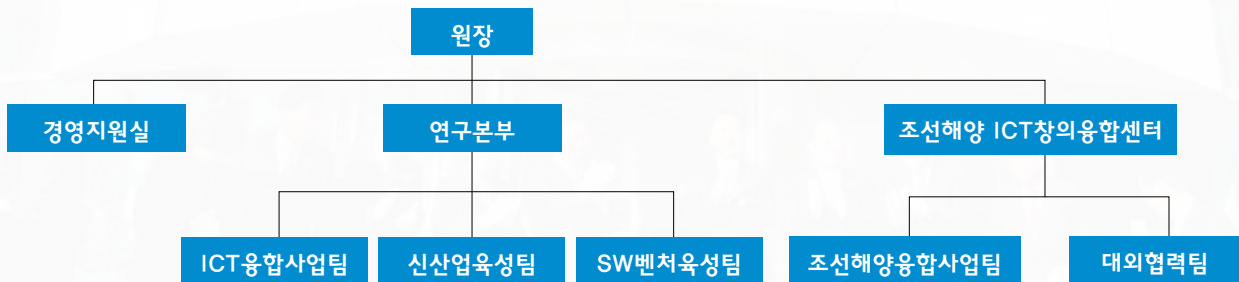 원장
경영지원실
연구본부
조선해양 ICT창의융합센터
ICT융합사업팀
신산업육성팀
SW벤처육성팀
조선해양융합사업팀
대외협력팀